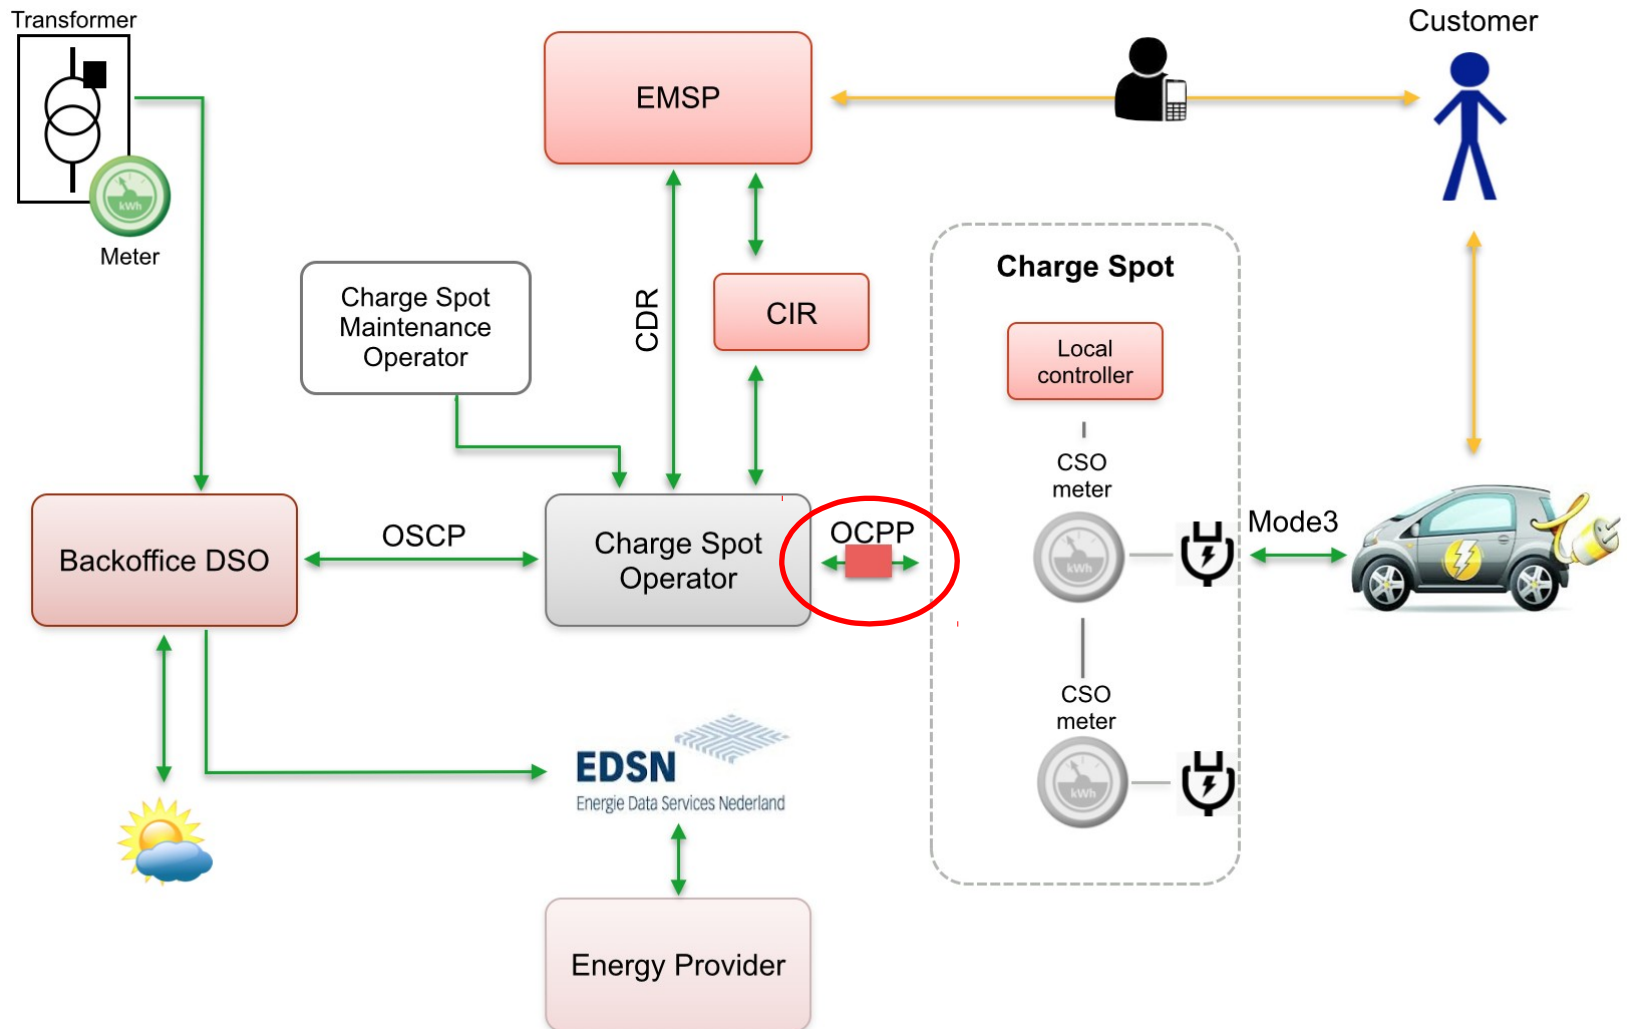 Transformer
Customer
EMSP
kWh
Meter
Charge Spot
Maintenance
Operator
CDR
CIR
Charge Spot
Local
controller
CSO
meter
OSCP
OCPP
Mode3
Backoffice DSO
Charge Spot
Operator
kWh
CSO
meter
EDSN
Energie Data Services Nederland
kWh
Energy Provider